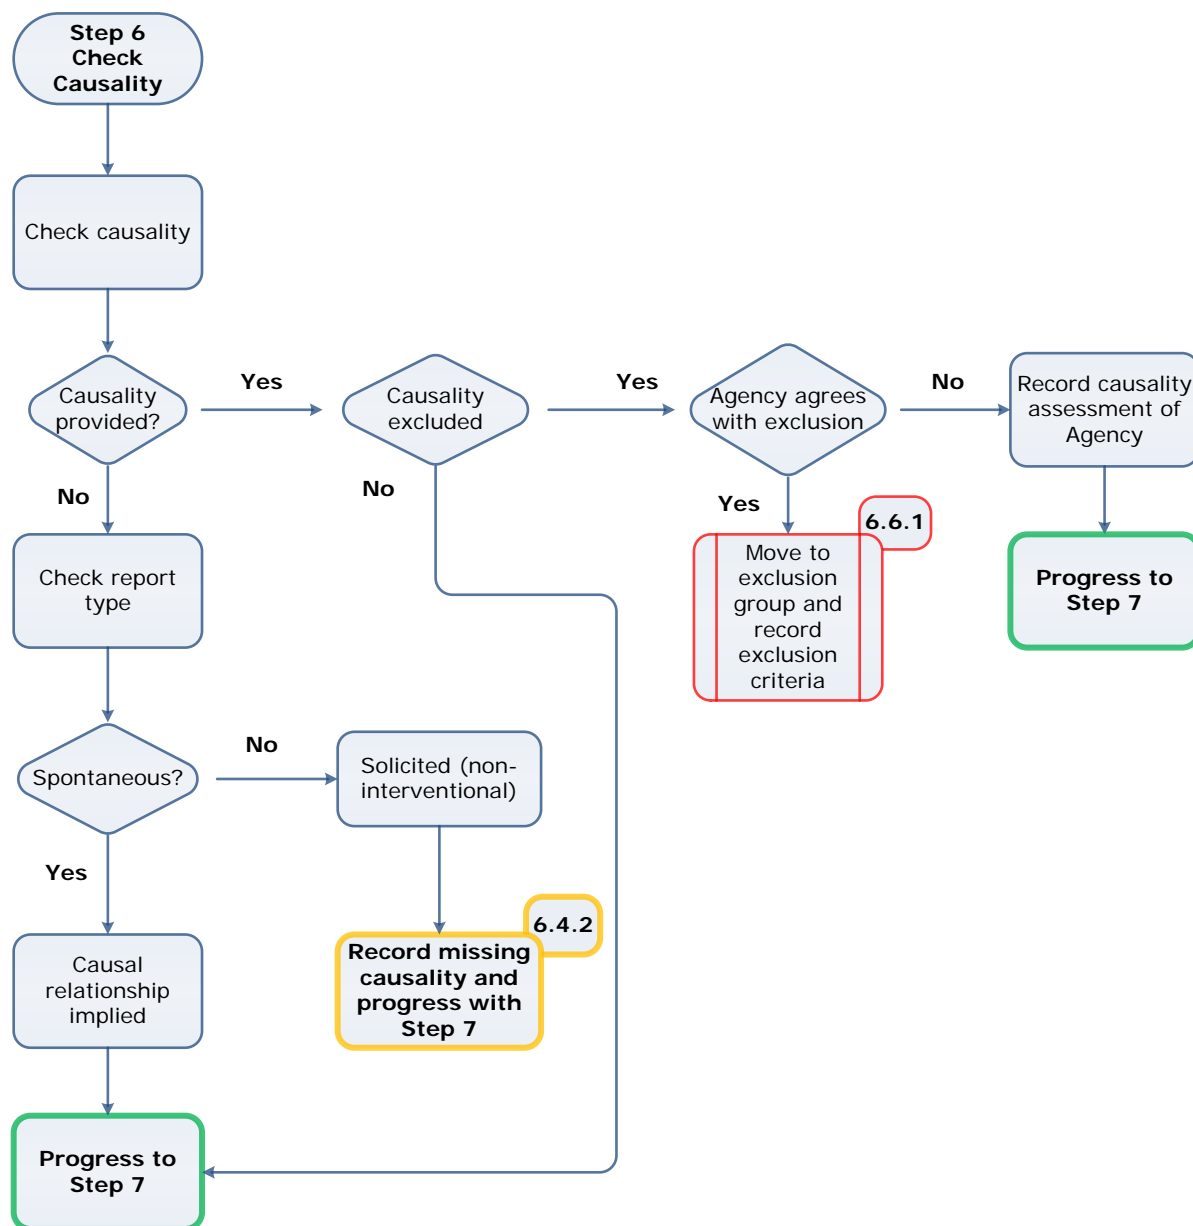 Step 6
Check
Causality
Check causality
Causality
provided?
Yes
Causality
excluded
Yes
Agency agrees
with exclusion
No
Record causality
assessment of
Agency
No
No
Yes
6.6.1
Check report
type
Move to
exclusion
group and
record
exclusion
criteria
Progress to
Step 7
Spontaneous?
No
Solicited (non-
interventional)
Yes
6.4.2
Causal
relationship
implied
Record missing
causality and
progress with
Step 7
Progress to
Step 7